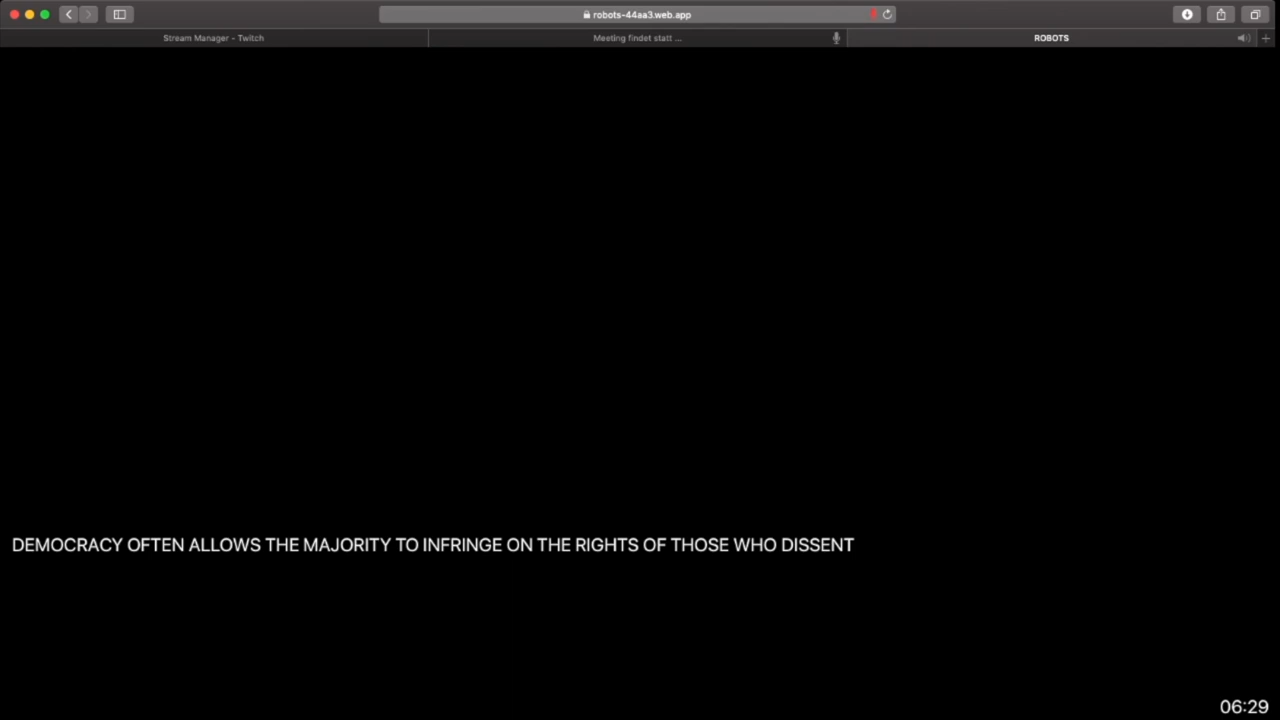 robots-44aa3.web.app
Stream Manager - Twitch
Meeting findet statt ...
ROBOTS
DEMOCRACY OFTEN ALLOWS THE MAJORITY TO INFRINGE ON THE RIGHTS OF THOSE WHO DISSENT
06:29